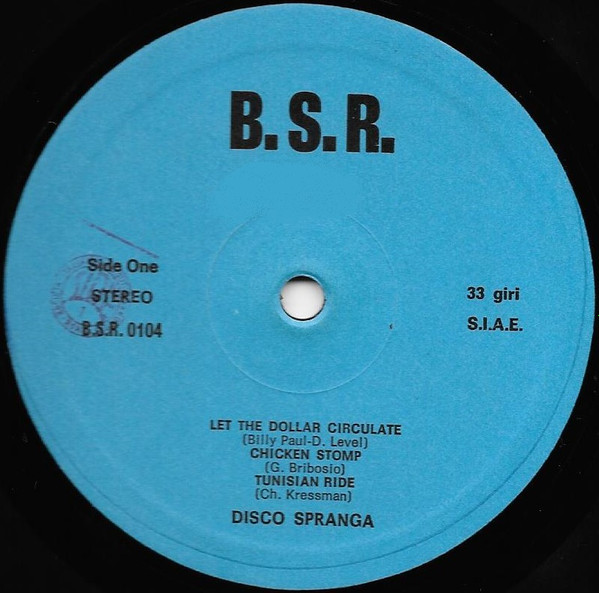 B.S.R.
Side One
STEREO
B.S.R. 0104
33 giri
S.I.A.E.
LET THE DOLLAR CIRCULATE
(Billy Paul-D. Level)
CHICKEN STOMP
(G. Bribosio)
TUNISIAN RIDE
(Ch. Kressman)
DISCO SPRANGA